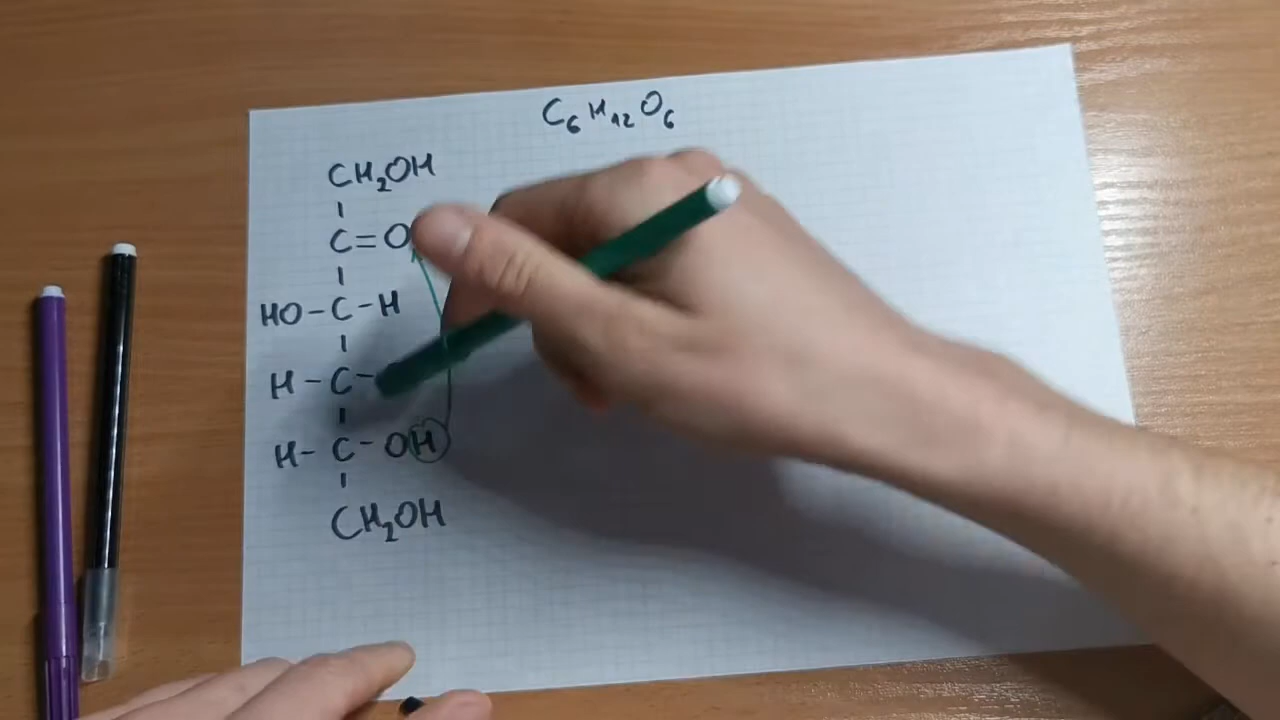 C₆H₁₂O₆
CH₂OH
C=O
HO-C-H
H-C-
H-C-OH
CH₂OH